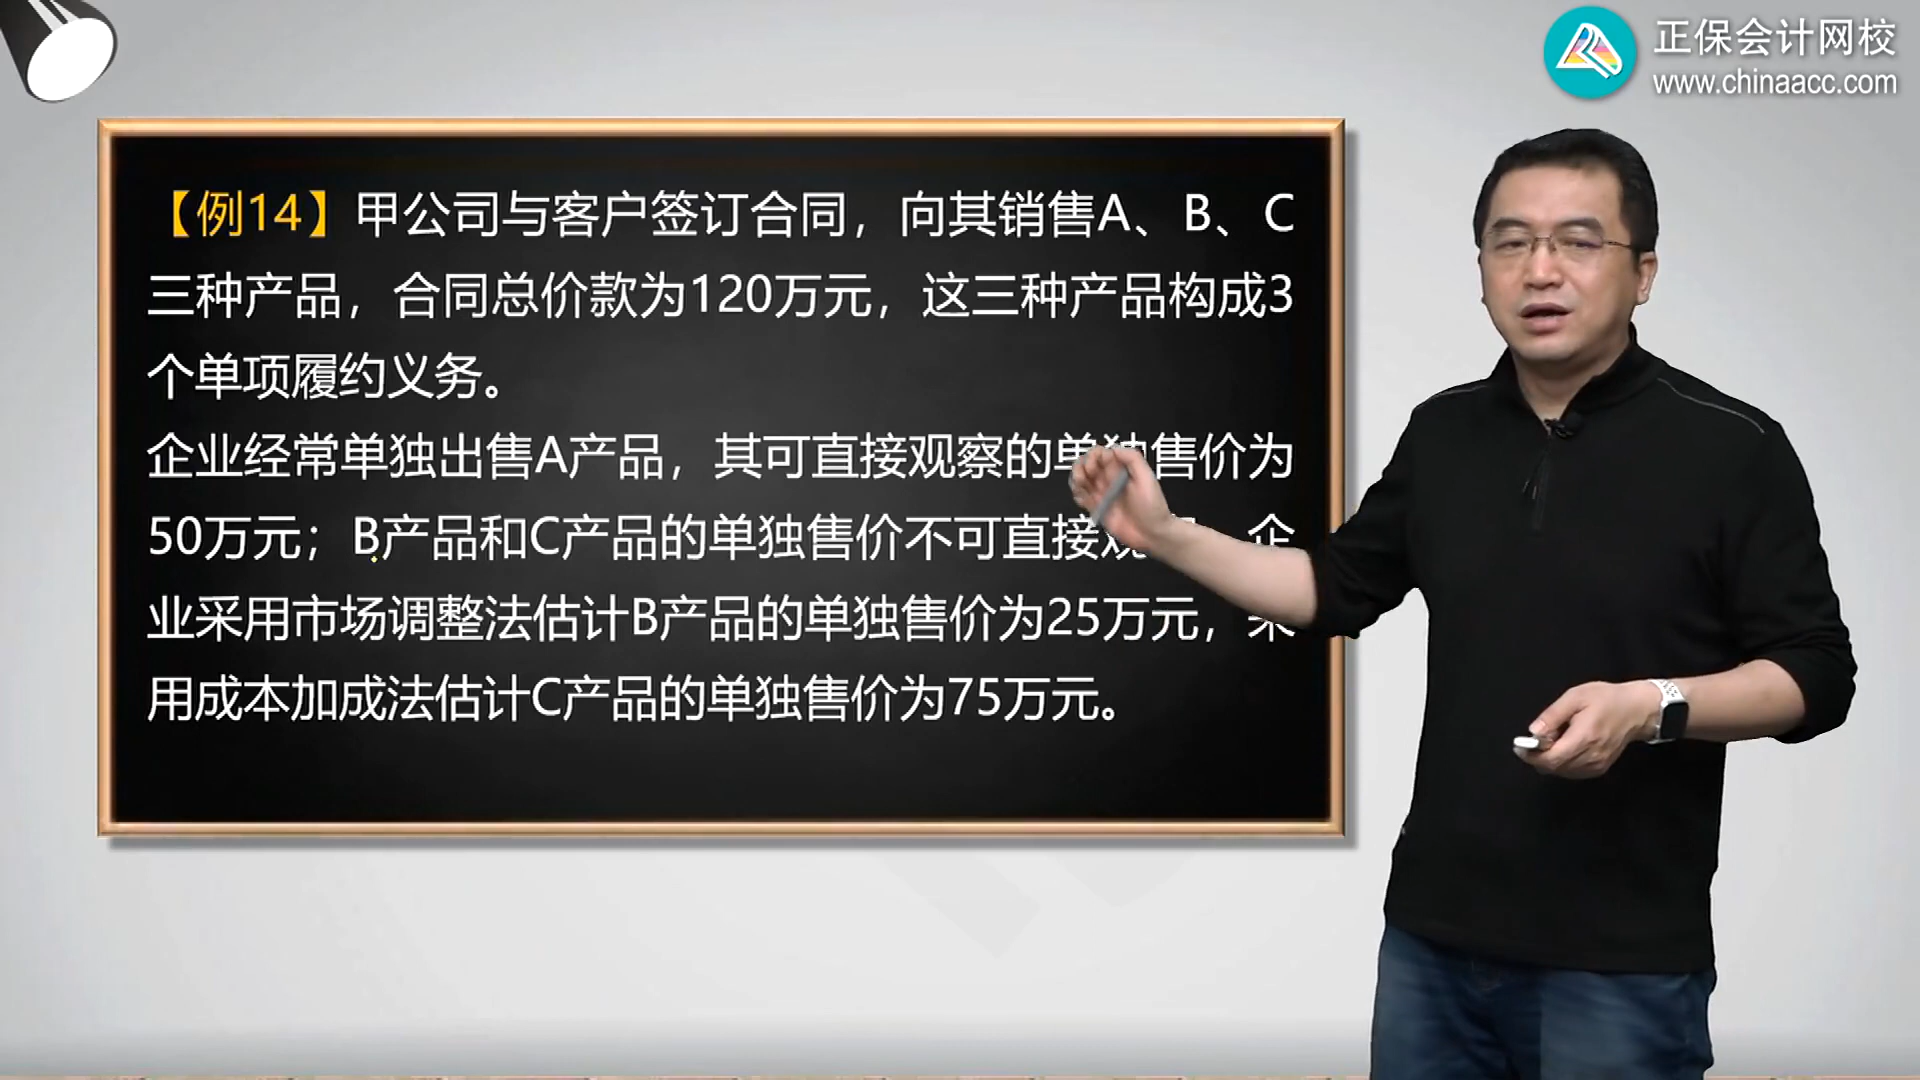 正保会计网校
www.chinaacc.com
【例14】甲公司与客户签订合同，向其销售A、B、C
三种产品，合同总价款为120万元，这三种产品构成3
个单项履约义务。
企业经常单独出售A产品，其可直接观察的单独售价为
50万元；B产品和C产品的单独售价不可直接观 企
业采用市场调整法估计B产品的单独售价为25万元，采
用成本加成法估计C产品的单独售价为75万元。